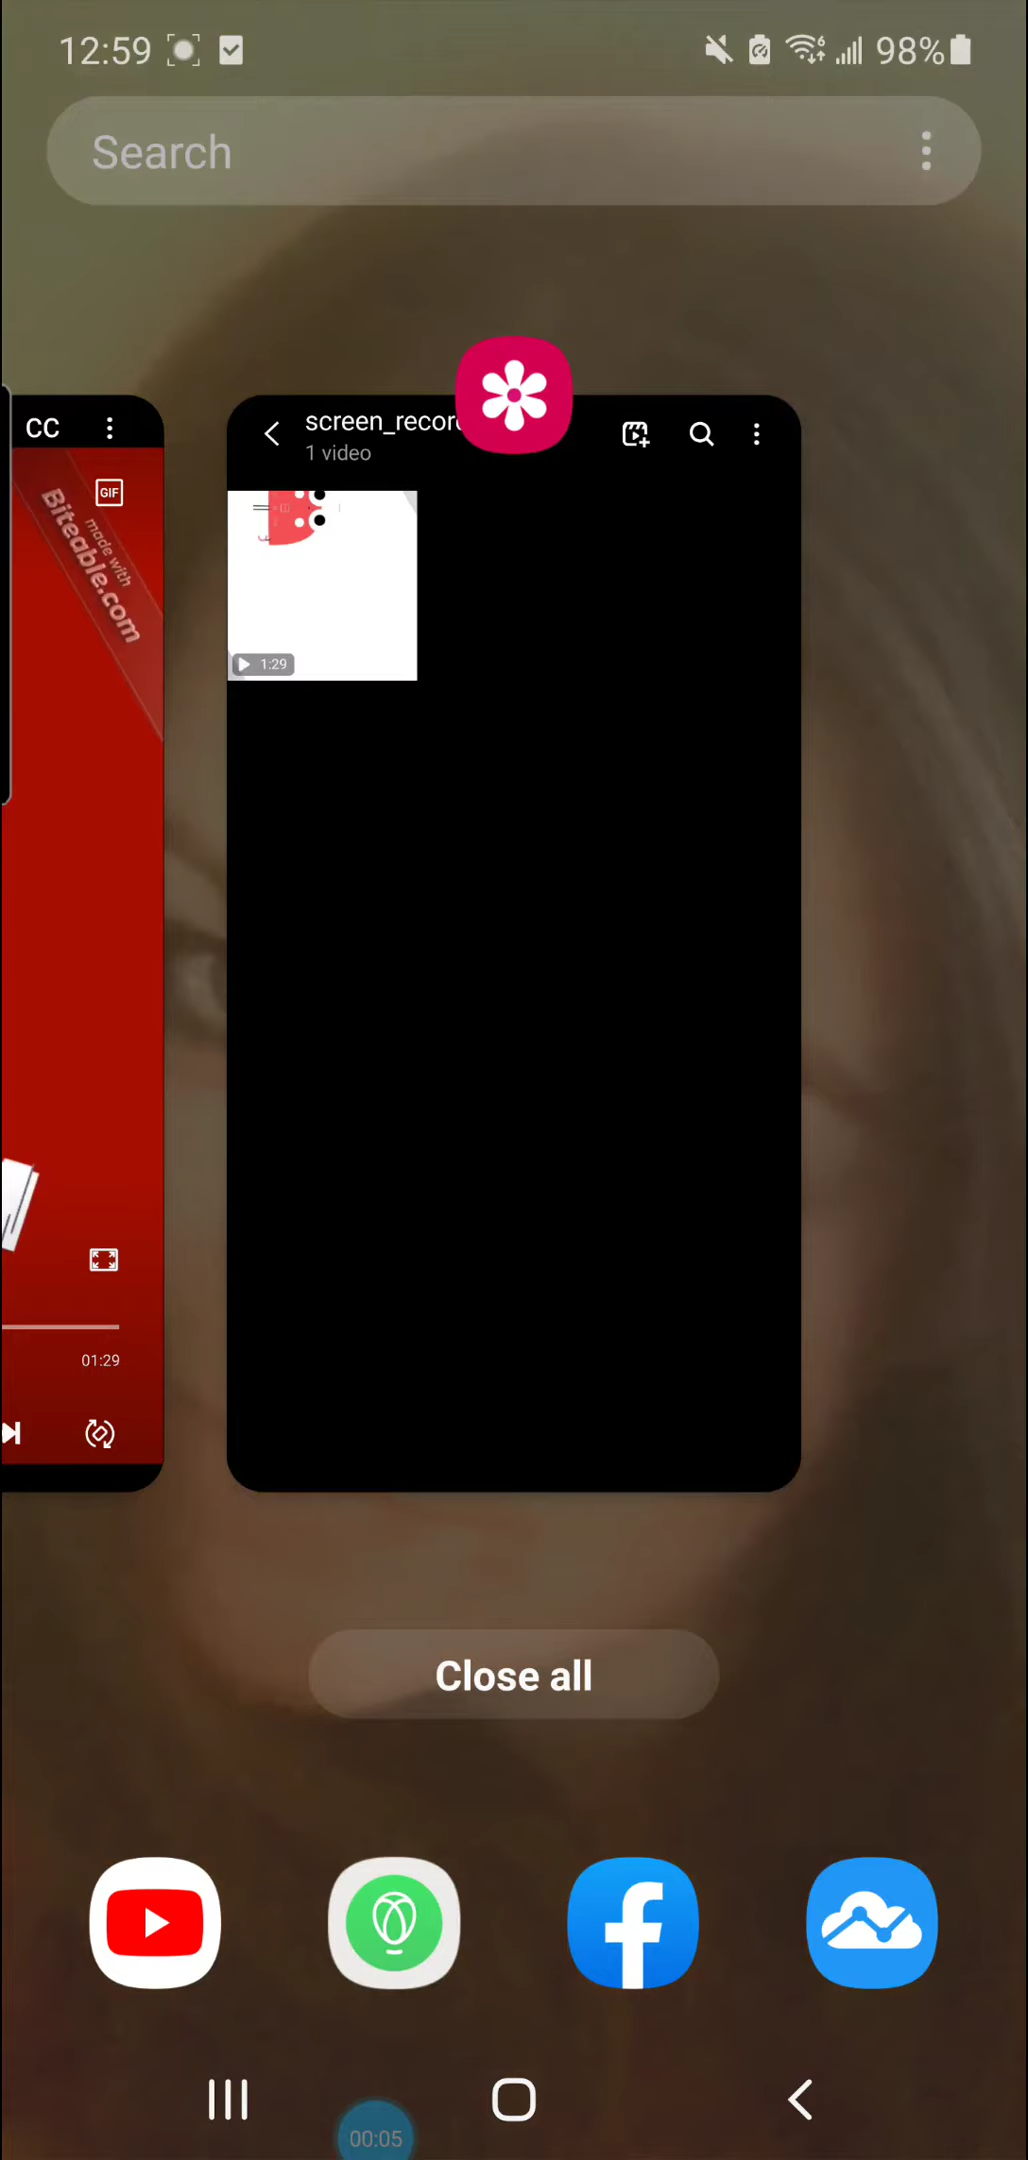 12:59
98%
Search
CC
screen_recor
1 video
GIF
made with
Biteable.com
1:29
01:29
Close all
00:05